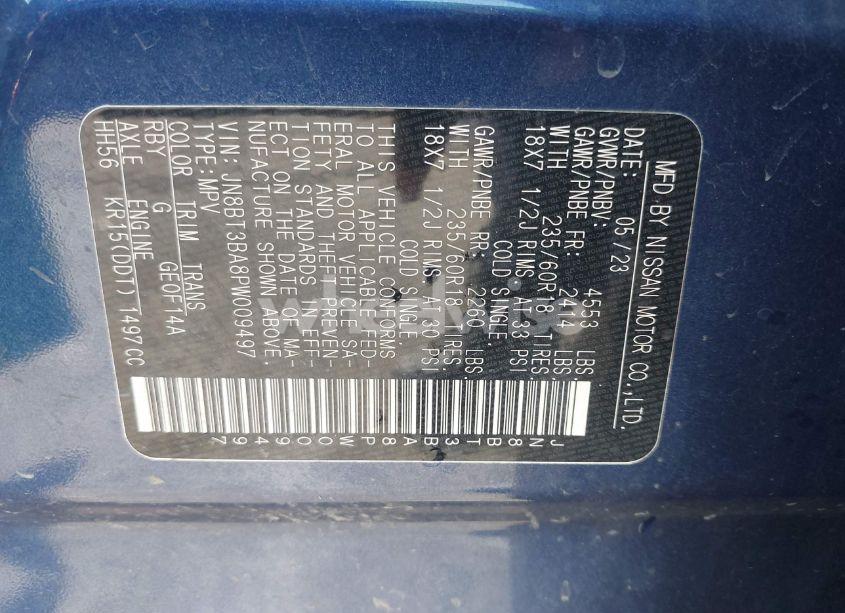 MFD BY NISSAN MOTOR CO.,LTD.
DATE: 05 /23
GVWR/PNBV: 4553 LBS.
GAWR/PNBE FR: 2414 LBS.
WITH 235/60R18 TIRES.
18X7 1/2J RIMS AT 33 PSI
COLD SINGLE
GAWR/PNBE RR: 2269 LBS.
WITH 235/60R18 TIRES.
18X7 1/2J RIMS AT 30 PSI
COLD SINGLE.
THIS VEHICLE CONFORMS
TO ALL APPLICABLE FED-
ERAL MOTOR VEHICLE SA-
FETY AND THEFT PREVEN-
TION STANDARDS IN EFF-
ECT ON THE DATE OF MA-
NUFACTURE SHOWN ABOVE.
VIN: JN8BT3BA8PW009497
TYPE:MPV
COLOR TRIM TRANS
RBY G GE0F14A
AXLE ENGINE
HH56 KR15(DDT) 1497CC
JN8BT3BA8PW009497